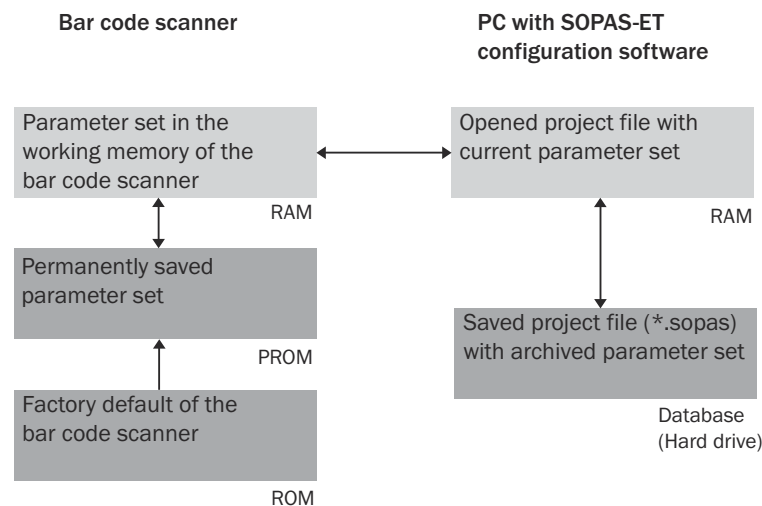 Bar code scanner
PC with SOPAS-ET
configuration software
Parameter set in the
working memory of the
bar code scanner
RAM
Opened project file with
current parameter set
RAM
Permanently saved
parameter set
PROM
Saved project file (*.sopas)
with archived parameter set
Database
(Hard drive)
Factory default of the
bar code scanner
ROM